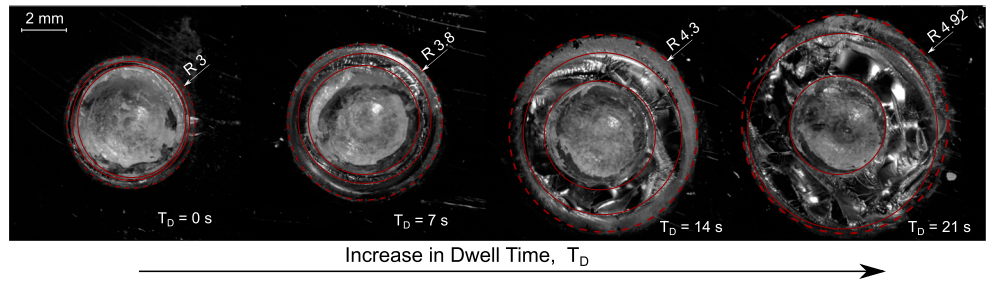 2 mm
R 3
R 3.8
R 4.3
R 4.92
T_D = 0 s
T_D = 7 s
T_D = 14 s
T_D = 21 s
Increase in Dwell Time, T_D